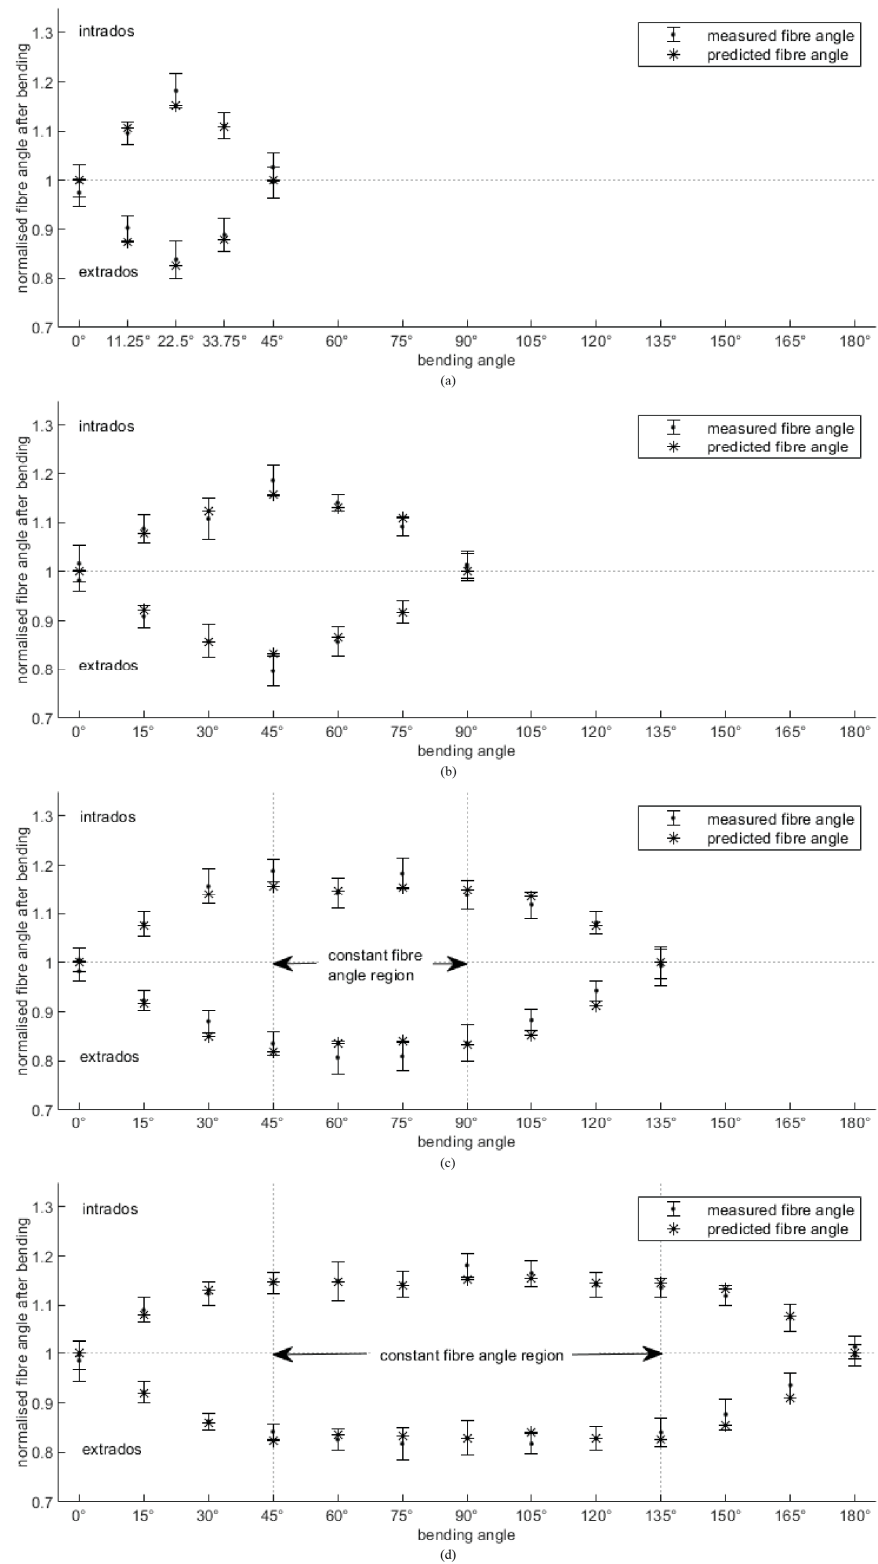 intrados
measured fibre angle
predicted fibre angle
1.3
1.2
1.1
1
0.9
0.8
0.7
normalised fibre angle after bending
extrados
0° 11.25° 22.5° 33.75° 45° 60° 75° 90° 105° 120° 135° 150° 165° 180°
bending angle
(a)
intrados
measured fibre angle
predicted fibre angle
1.3
1.2
1.1
1
0.9
0.8
0.7
normalised fibre angle after bending
extrados
0° 15° 30° 45° 60° 75° 90° 105° 120° 135° 150° 165° 180°
bending angle
(b)
intrados
measured fibre angle
predicted fibre angle
1.3
1.2
1.1
1
0.9
0.8
0.7
normalised fibre angle after bending
constant fibre
angle region
extrados
0° 15° 30° 45° 60° 75° 90° 105° 120° 135° 150° 165° 180°
bending angle
(c)
intrados
measured fibre angle
predicted fibre angle
1.3
1.2
1.1
1
0.9
0.8
0.7
normalised fibre angle after bending
constant fibre angle region
extrados
0° 15° 30° 45° 60° 75° 90° 105° 120° 135° 150° 165° 180°
bending angle
(d)